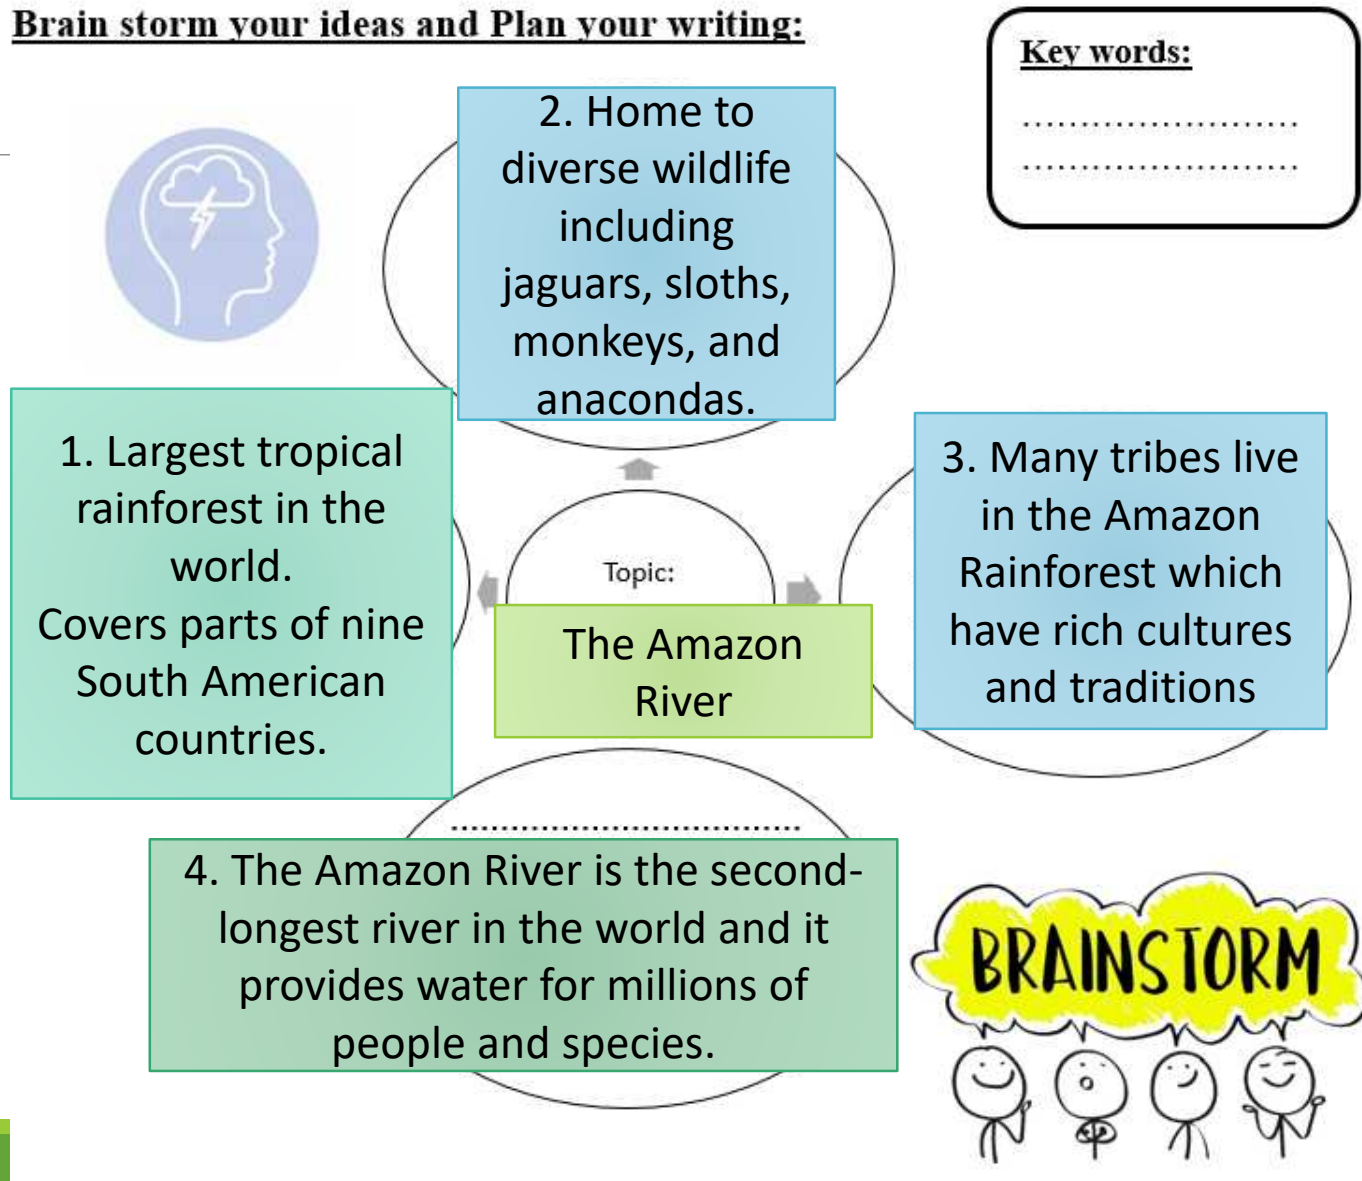 Brain storm your ideas and Plan your writing:
Key words:
........................
........................
2. Home to
diverse wildlife
including
jaguars, sloths,
monkeys, and
anacondas.
1. Largest tropical
rainforest in the
world.
Covers parts of nine
South American
countries.
Topic:
The Amazon
River
3. Many tribes live
in the Amazon
Rainforest which
have rich cultures
and traditions
...................................
4. The Amazon River is the second-
longest river in the world and it
provides water for millions of
people and species.
BRAINSTORM